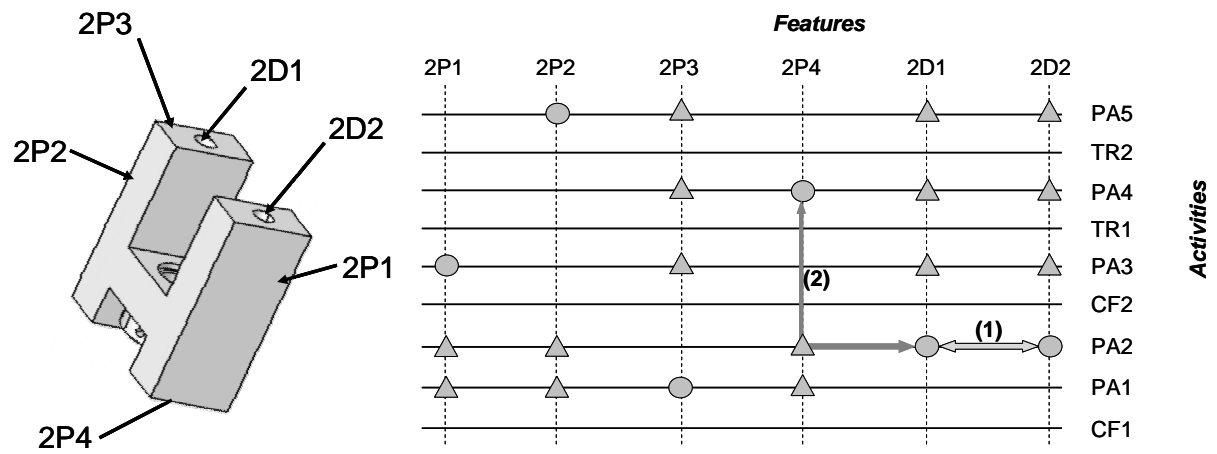 2P3
2D1
2D2
2P2
2P1
2P4
Features
2P1 2P2 2P3 2P4 2D1 2D2
PA5
TR2
PA4
TR1
PA3
(2)
CF2
(1)
PA2
PA1
CF1
Activities